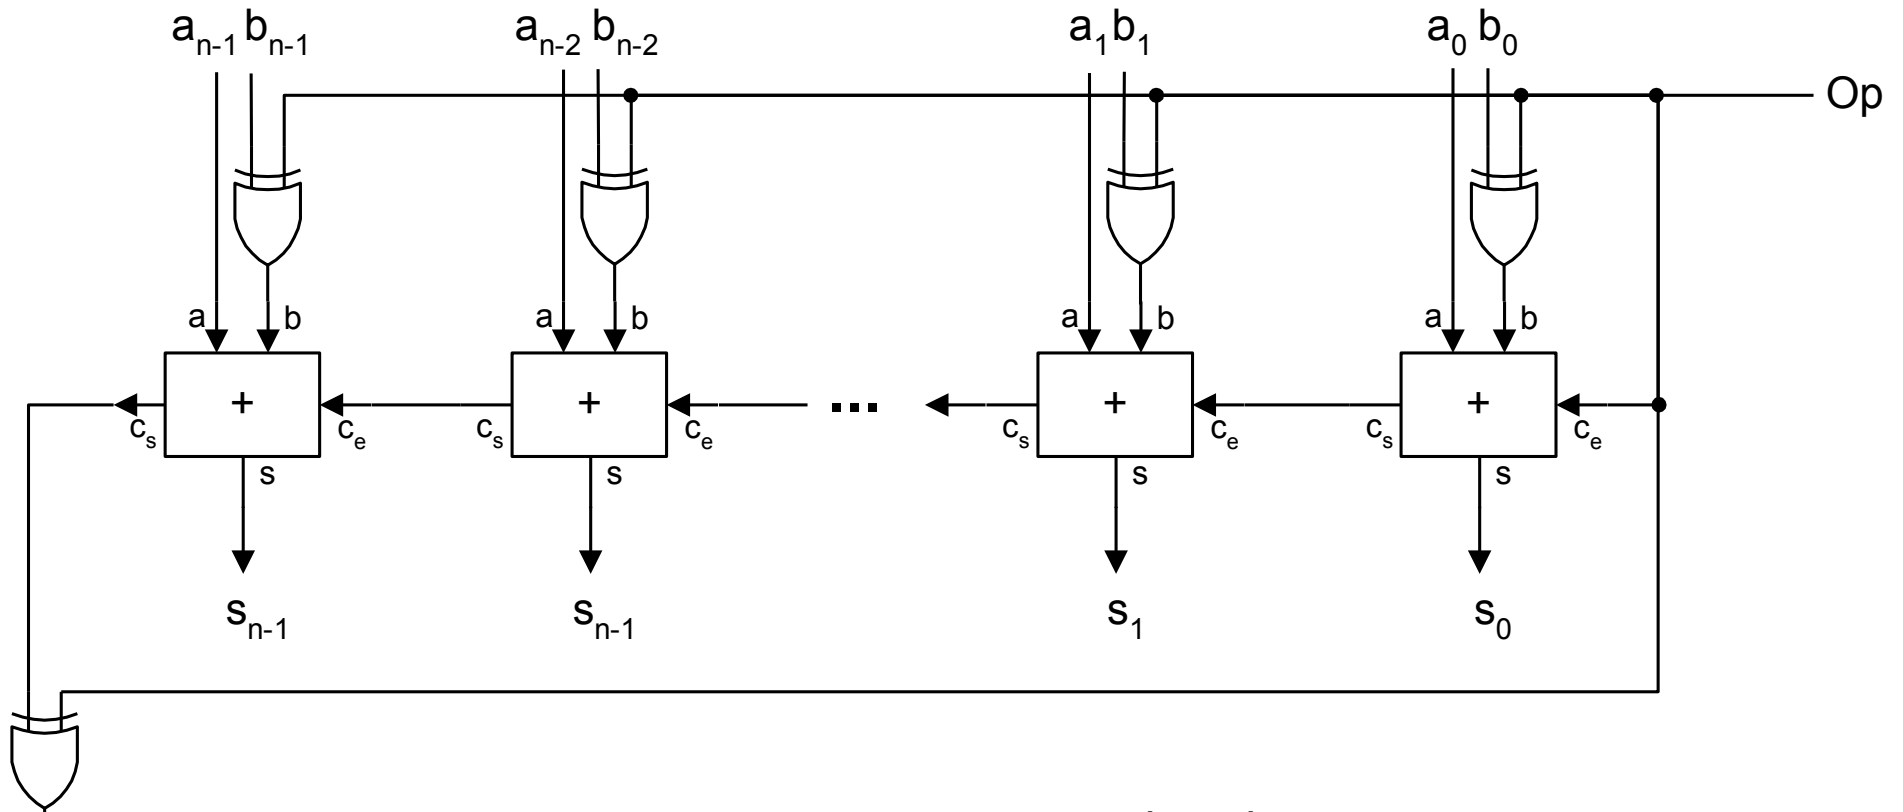 a_{n-1} b_{n-1} a_{n-2} b_{n-2} a_1 b_1 a_0 b_0
Op
a b a b a b a b
+ + ... + +
c_s c_e c_s c_e c_s c_e c_s c_e
s s s s
s_{n-1} s_{n-1} s_1 s_0